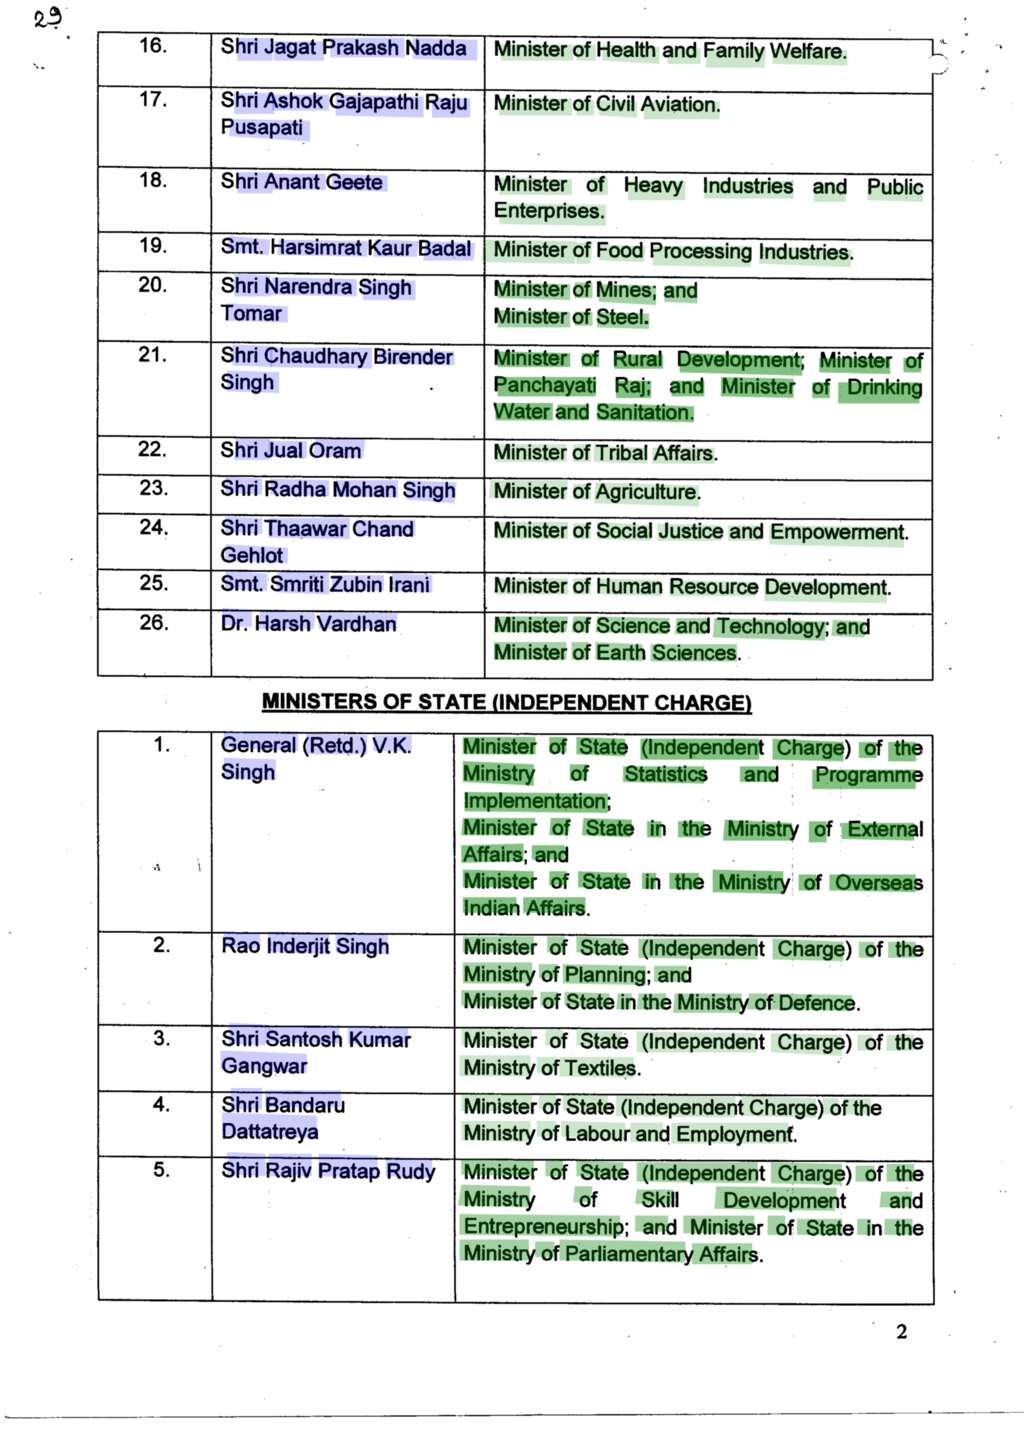 29
16. Shri Jagat Prakash Nadda Minister of Health and Family Welfare.
17. Shri Ashok Gajapathi Raju Minister of Civil Aviation.
Pusapati
18. Shri Anant Geete Minister of Heavy Industries and Public
Enterprises.
19. Smt. Harsimrat Kaur Badal Minister of Food Processing Industries.
20. Shri Narendra Singh Minister of Mines; and
Tomar Minister of Steel.
21. Shri Chaudhary Birender Minister of Rural Development; Minister of
Singh Panchayati Raj; and Minister of Drinking
Water and Sanitation.
22. Shri Jual Oram Minister of Tribal Affairs.
23. Shri Radha Mohan Singh Minister of Agriculture.
24. Shri Thaawar Chand Minister of Social Justice and Empowerment.
Gehlot
25. Smt. Smriti Zubin Irani Minister of Human Resource Development.
26. Dr. Harsh Vardhan Minister of Science and Technology; and
Minister of Earth Sciences.
MINISTERS OF STATE (INDEPENDENT CHARGE)
1. General (Retd.) V.K. Minister of State (Independent Charge) of the
Singh Ministry of Statistics and Programme
Implementation;
Minister of State in the Ministry of External
Affairs; and
Minister of State in the Ministry of Overseas
Indian Affairs.
2. Rao Inderjit Singh Minister of State (Independent Charge) of the
Ministry of Planning; and
Minister of State in the Ministry of Defence.
3. Shri Santosh Kumar Minister of State (Independent Charge) of the
Gangwar Ministry of Textiles.
4. Shri Bandaru Minister of State (Independent Charge) of the
Dattatreya Ministry of Labour and Employment.
5. Shri Rajiv Pratap Rudy Minister of State (Independent Charge) of the
Ministry of Skill Development and
Entrepreneurship; and Minister of State in the
Ministry of Parliamentary Affairs.
2